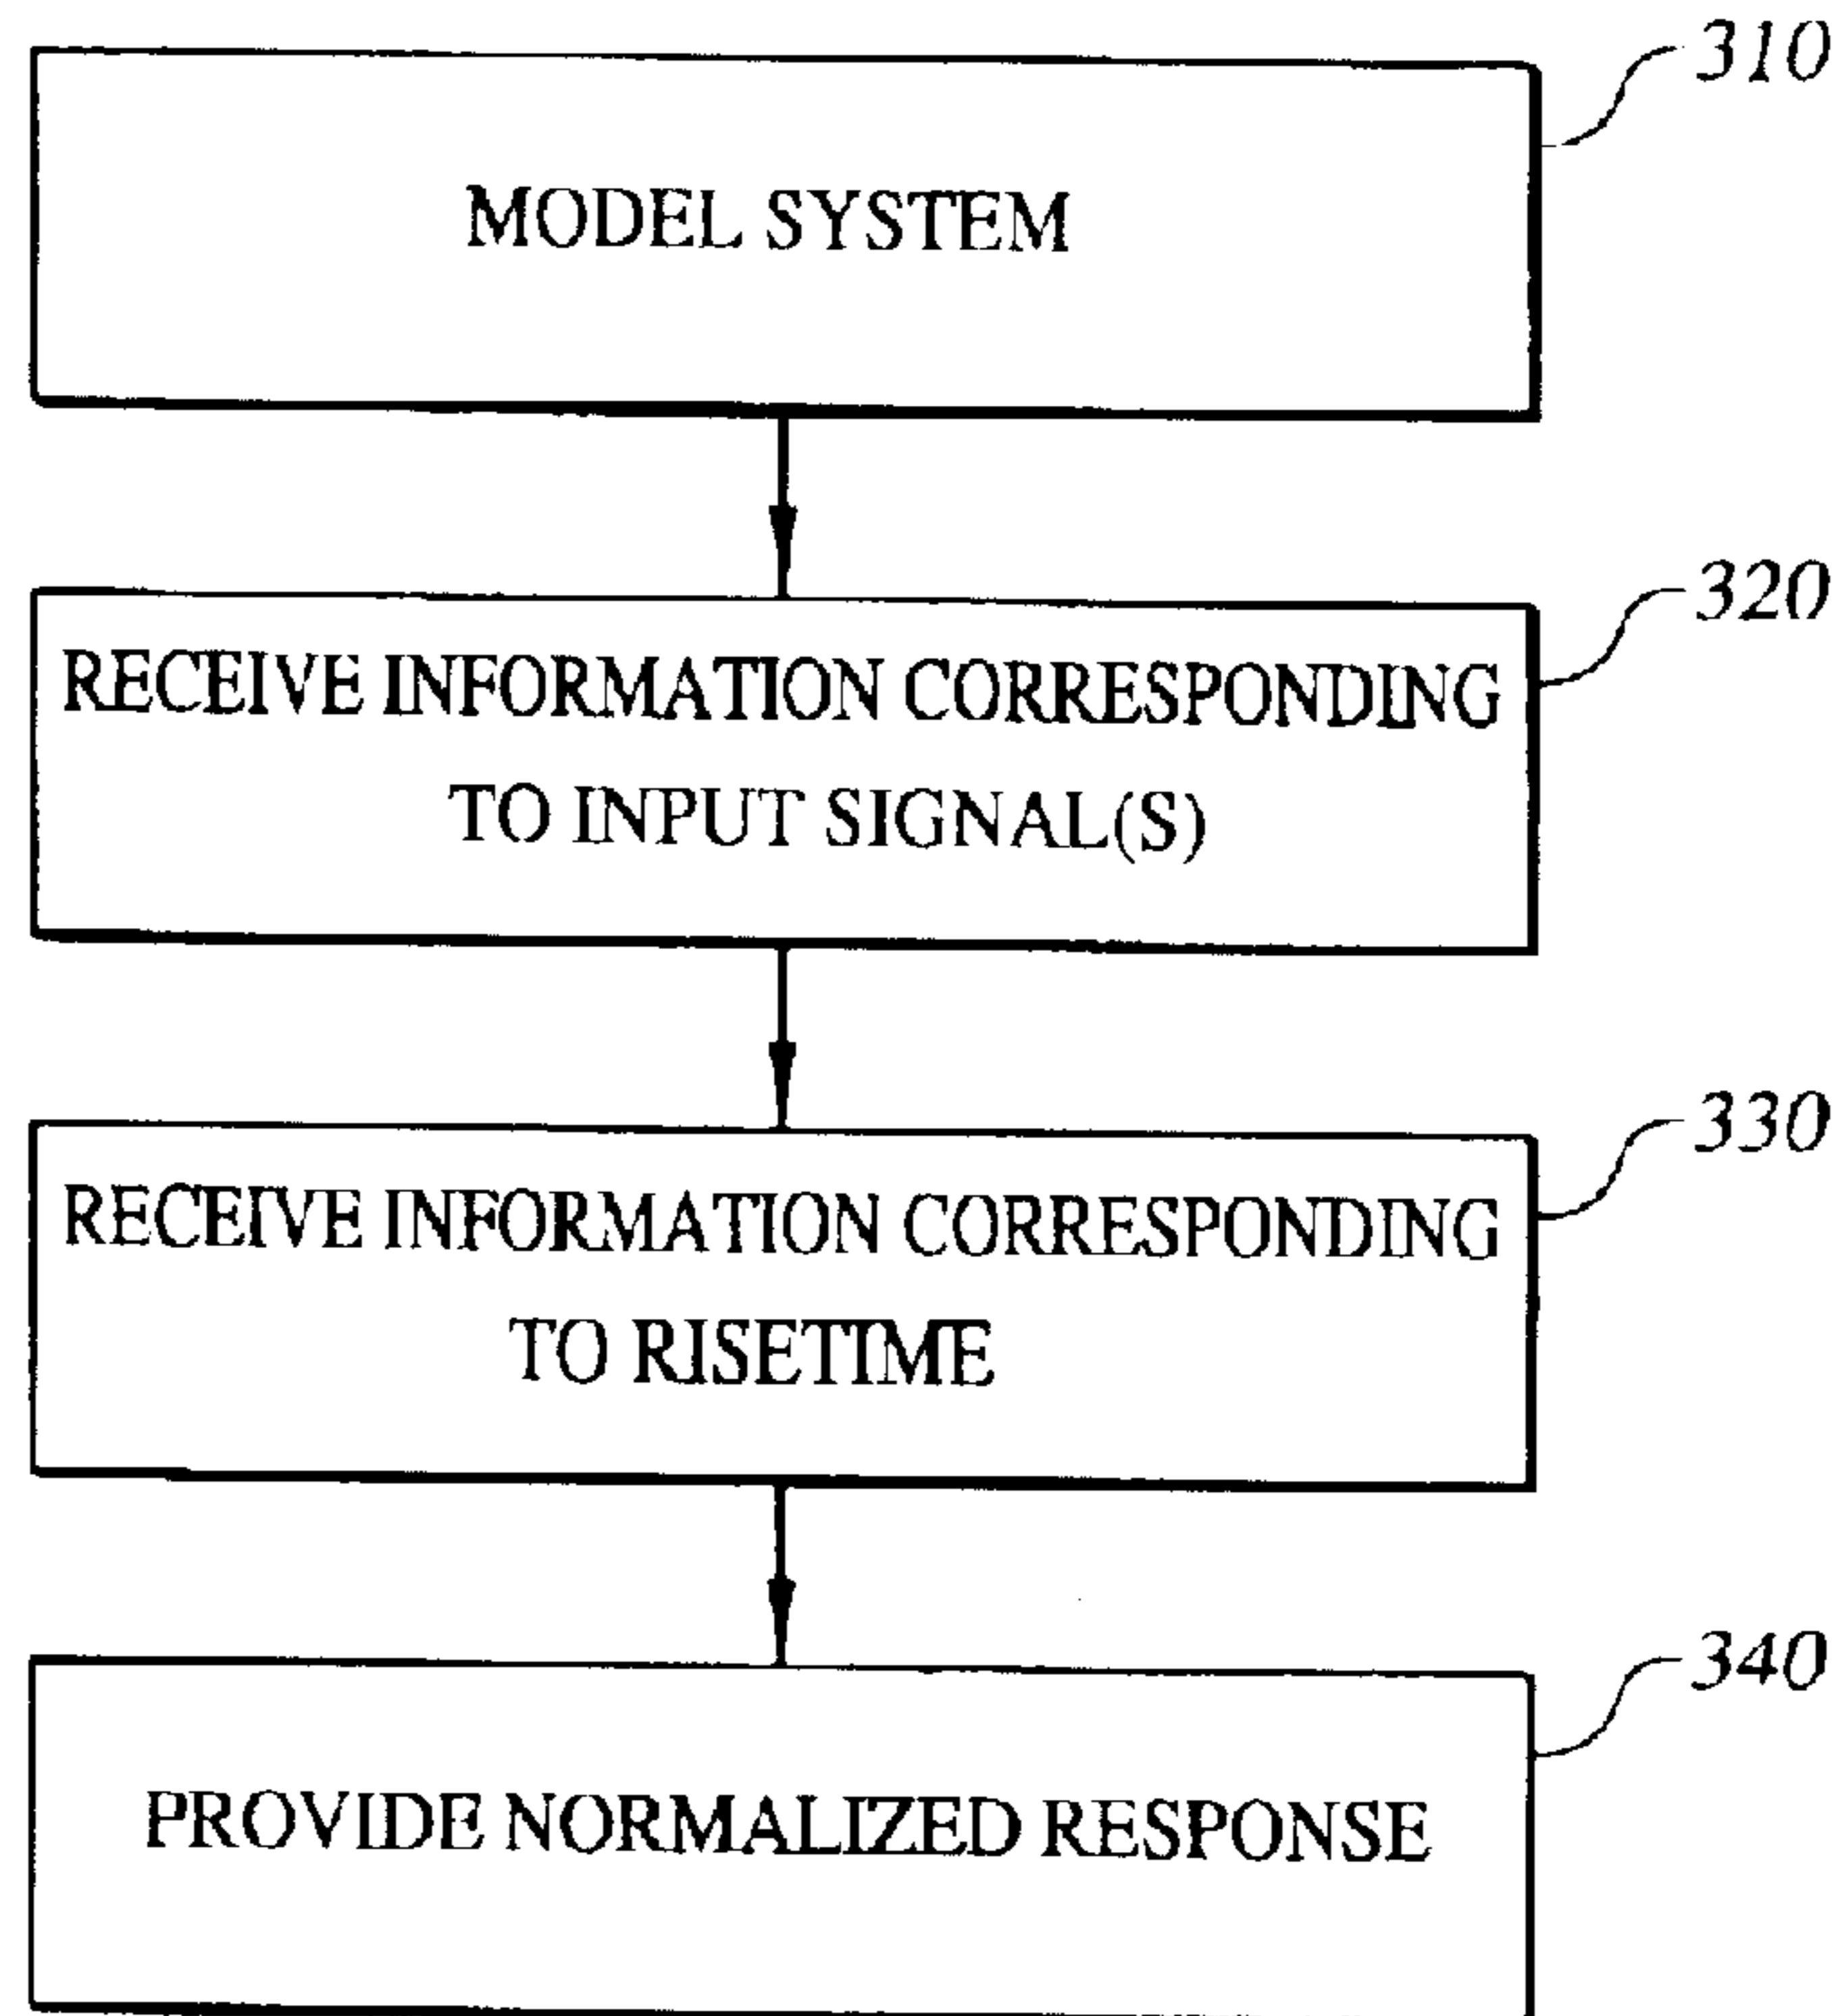 310
MODEL SYSTEM
320
RECEIVE INFORMATION CORRESPONDING
TO INPUT SIGNAL(S)
330
RECEIVE INFORMATION CORRESPONDING
TO RISETIME
340
PROVIDE NORMALIZED RESPONSE